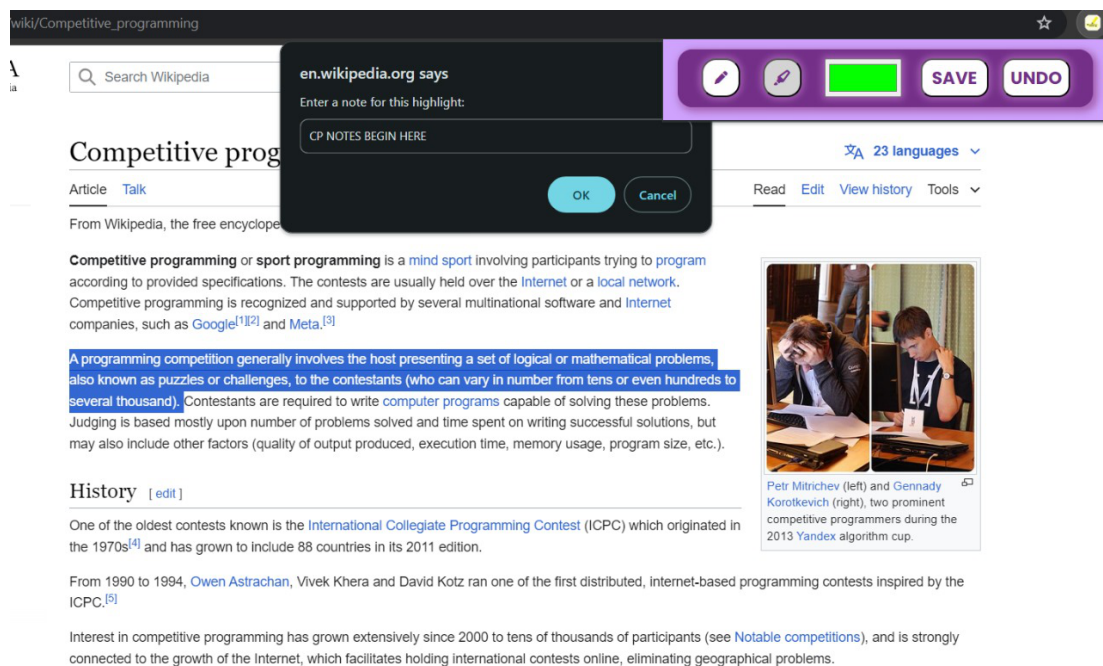 wiki/Competitive_programming
A
ia
Search Wikipedia
en.wikipedia.org says
Enter a note for this highlight:
CP NOTES BEGIN HERE
OK
Cancel
SAVE
UNDO
Competitive prog
23 languages
Article Talk
Read Edit View history Tools
From Wikipedia, the free encyclope
Competitive programming or sport programming is a mind sport involving participants trying to program
according to provided specifications. The contests are usually held over the Internet or a local network.
Competitive programming is recognized and supported by several multinational software and Internet
companies, such as Google[1][2] and Meta.[3]
A programming competition generally involves the host presenting a set of logical or mathematical problems,
also known as puzzles or challenges, to the contestants (who can vary in number from tens or even hundreds to
several thousand). Contestants are required to write computer programs capable of solving these problems.
Judging is based mostly upon number of problems solved and time spent on writing successful solutions, but
may also include other factors (quality of output produced, execution time, memory usage, program size, etc.).
Petr Mitrichev (left) and Gennady
Korotkevich (right), two prominent
competitive programmers during the
2013 Yandex algorithm cup.
History [ edit ]
One of the oldest contests known is the International Collegiate Programming Contest (ICPC) which originated in
the 1970s[4] and has grown to include 88 countries in its 2011 edition.
From 1990 to 1994, Owen Astrachan, Vivek Khera and David Kotz ran one of the first distributed, internet-based programming contests inspired by the
ICPC.[5]
Interest in competitive programming has grown extensively since 2000 to tens of thousands of participants (see Notable competitions), and is strongly
connected to the growth of the Internet, which facilitates holding international contests online, eliminating geographical problems.